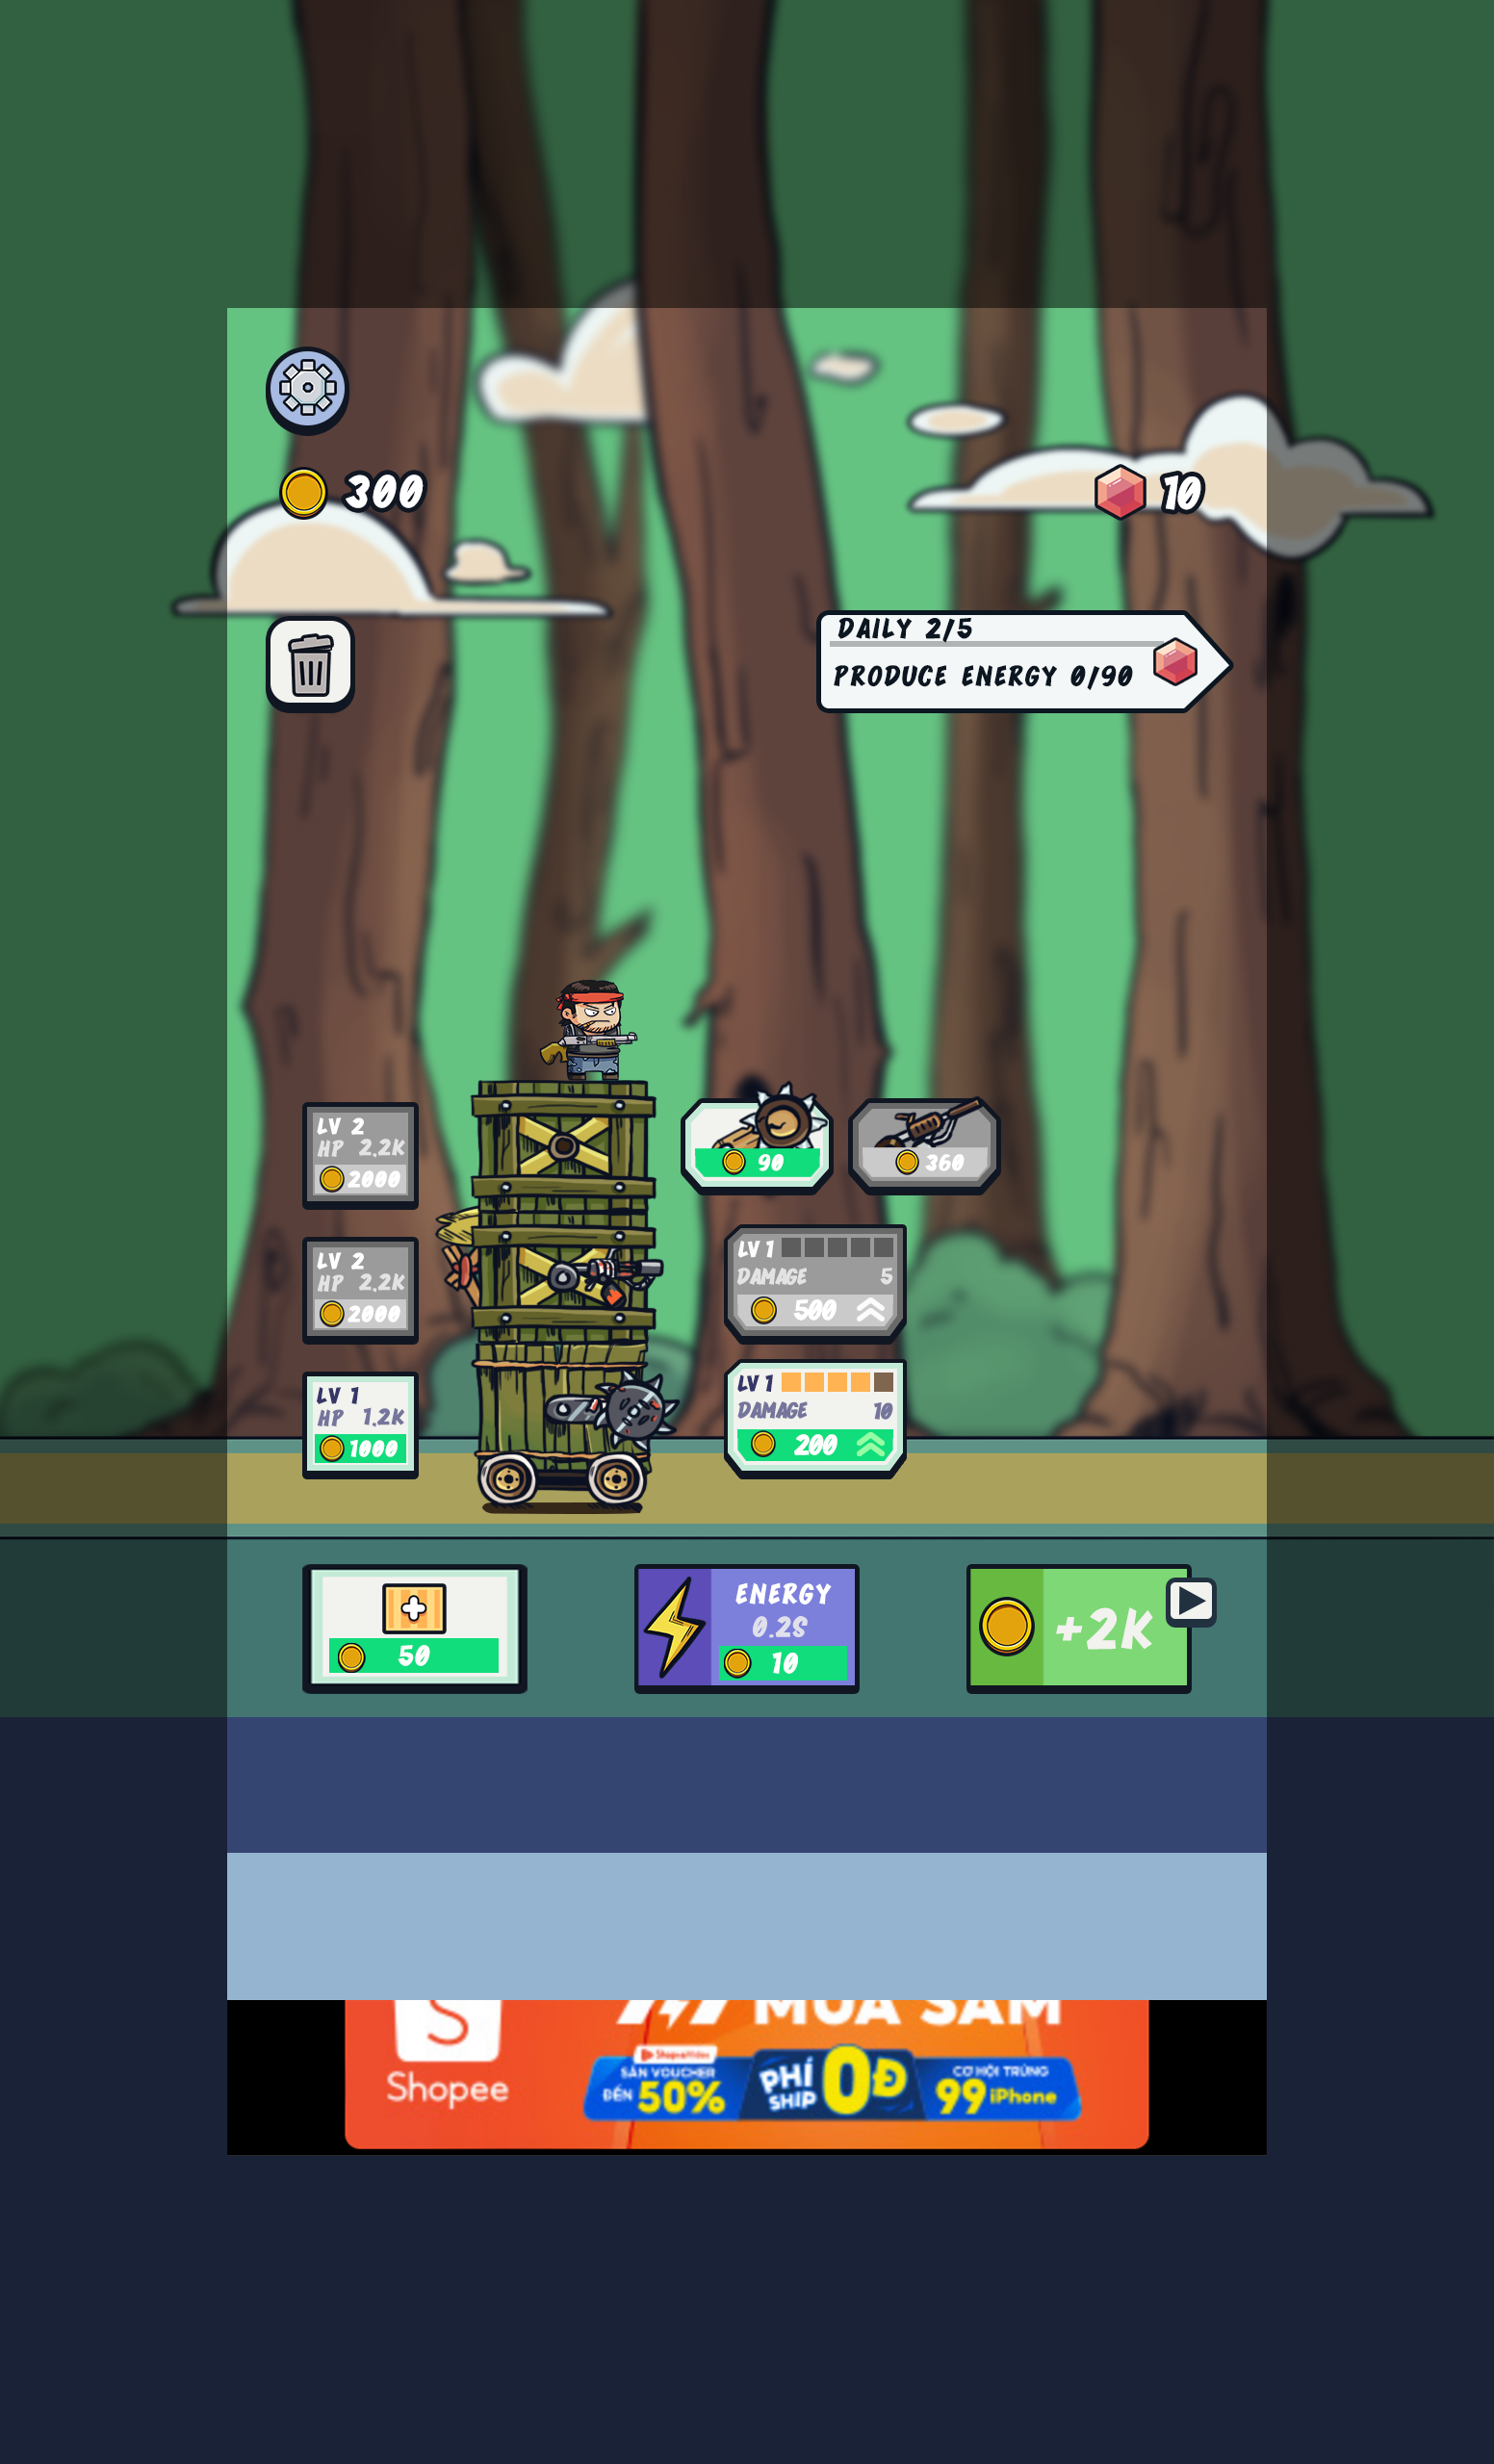 300
10
DAILY 2/5
PRODUCE ENERGY 0/90
LV 2
HP 2.2K
2000
90
360
LV 2
HP 2.2K
2000
LV 1
DAMAGE 5
500
LV 1
HP 1.2K
1000
LV 1
DAMAGE 10
200
50
ENERGY
0.2S
10
+2K
MUA SẮM
Shopee
SĂN VOUCHER
ĐẾN 50%
PHÍ
SHIP 0Đ
CƠ HỘI TRÚNG
99 iPhone